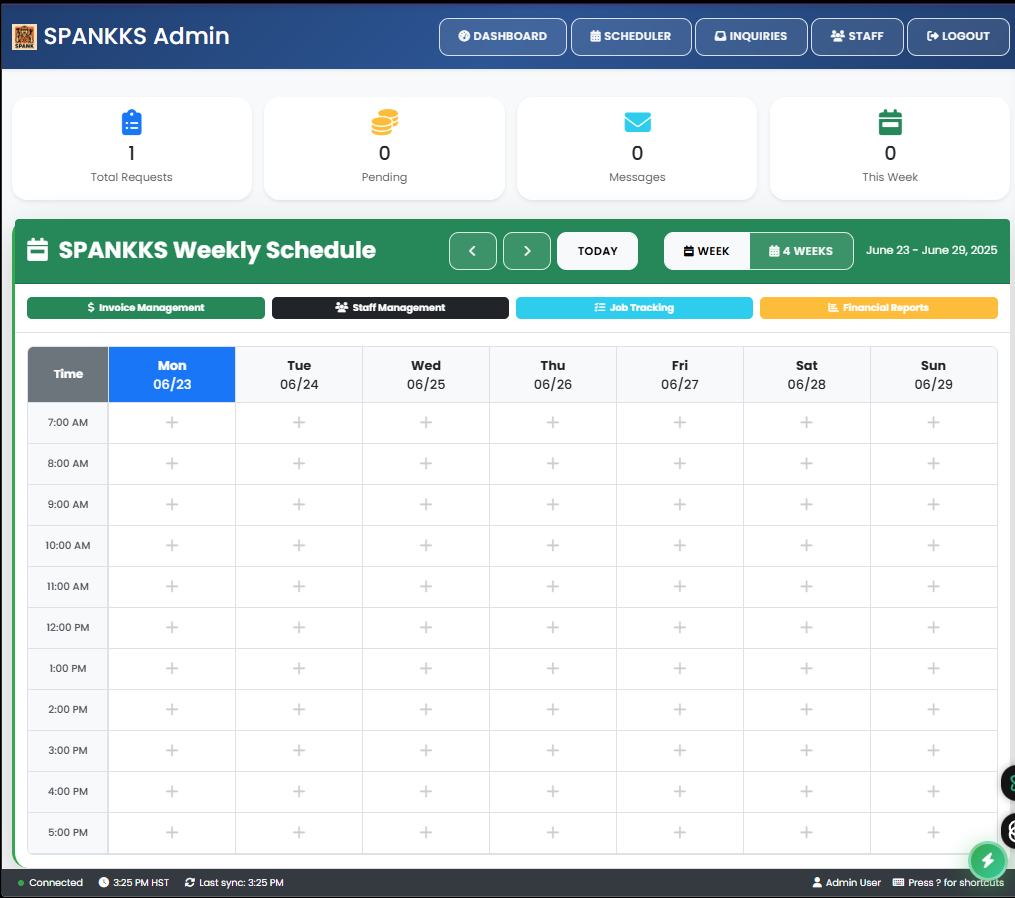 SPANK
SPANKKS Admin
DASHBOARD
SCHEDULER
INQUIRIES
STAFF
LOGOUT
1
Total Requests
0
Pending
0
Messages
0
This Week
SPANKKS Weekly Schedule
TODAY
WEEK
4 WEEKS
June 23 - June 29, 2025
$ Invoice Management
Staff Management
Job Tracking
Financial Reports
Time
Mon
06/23
Tue
06/24
Wed
06/25
Thu
06/26
Fri
06/27
Sat
06/28
Sun
06/29
7:00 AM
8:00 AM
9:00 AM
10:00 AM
11:00 AM
12:00 PM
1:00 PM
2:00 PM
3:00 PM
4:00 PM
5:00 PM
Connected
3:25 PM HST
Last sync: 3:25 PM
Admin User
Press ? for shortcuts